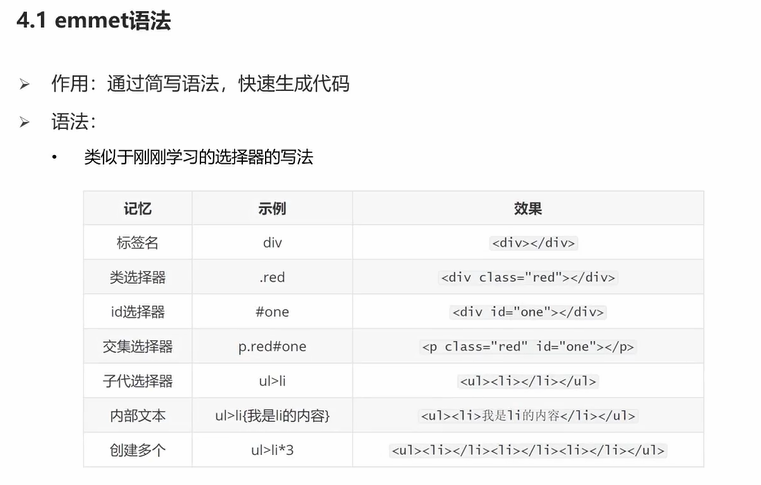 4.1 emmet语法
➢ 作用：通过简写语法，快速生成代码
➢ 语法：
• 类似于刚刚学习的选择器的写法
记忆 示例 效果
标签名 div <div></div>
类选择器 .red <div class="red"></div>
id选择器 #one <div id="one"></div>
交集选择器 p.red#one <p class="red" id="one"></p>
子代选择器 ul>li <ul><li></li></ul>
内部文本 ul>li{我是li的内容} <ul><li>我是li的内容</li></ul>
创建多个 ul>li*3 <ul><li></li><li></li><li></li></ul>